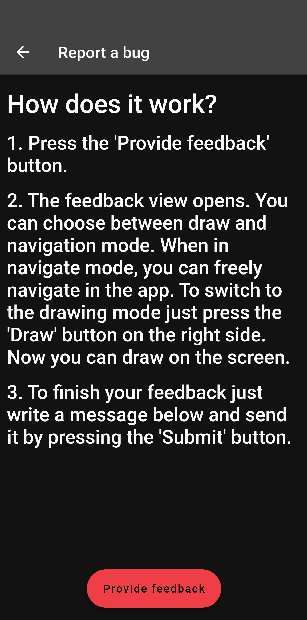 Report a bug
How does it work?
1. Press the 'Provide feedback'
button.
2. The feedback view opens. You
can choose between draw and
navigation mode. When in
navigate mode, you can freely
navigate in the app. To switch to
the drawing mode just press the
'Draw' button on the right side.
Now you can draw on the screen.
3. To finish your feedback just
write a message below and send
it by pressing the 'Submit' button.
Provide feedback